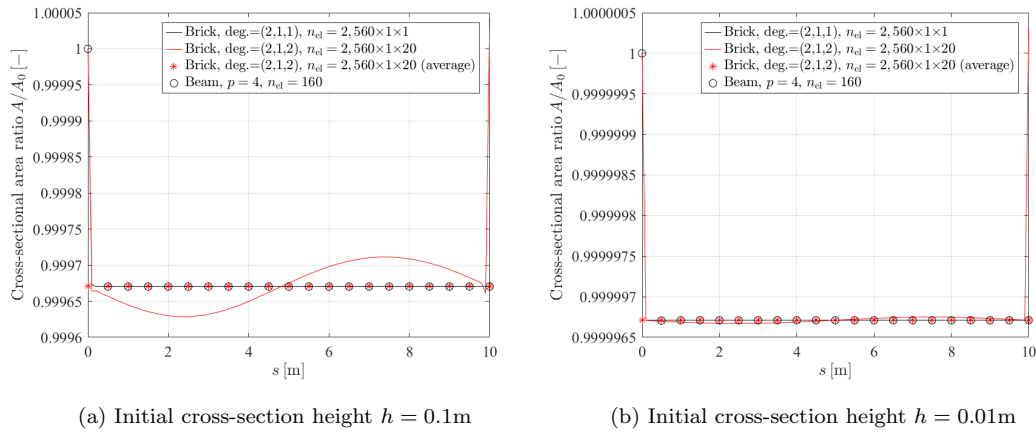 1.00005
1
0.99995
0.9999
0.99985
0.9998
0.99975
0.9997
0.99965
0.9996
Cross-sectional area ratio A/A₀ [−]
Brick, deg.=(2,1,1), nₑₗ = 2,560×1×1
Brick, deg.=(2,1,2), nₑₗ = 2,560×1×20
Brick, deg.=(2,1,2), nₑₗ = 2,560×1×20 (average)
Beam, p = 4, nₑₗ = 160
0 2 4 6 8 10
s [m]
(a) Initial cross-section height h = 0.1m
1.000005
1
0.9999995
0.999999
0.9999985
0.999998
0.9999975
0.999997
0.9999965
Cross-sectional area ratio A/A₀ [−]
Brick, deg.=(2,1,1), nₑₗ = 2,560×1×1
Brick, deg.=(2,1,2), nₑₗ = 2,560×1×20
Brick, deg.=(2,1,2), nₑₗ = 2,560×1×20 (average)
Beam, p = 4, nₑₗ = 160
0 2 4 6 8 10
s [m]
(b) Initial cross-section height h = 0.01m